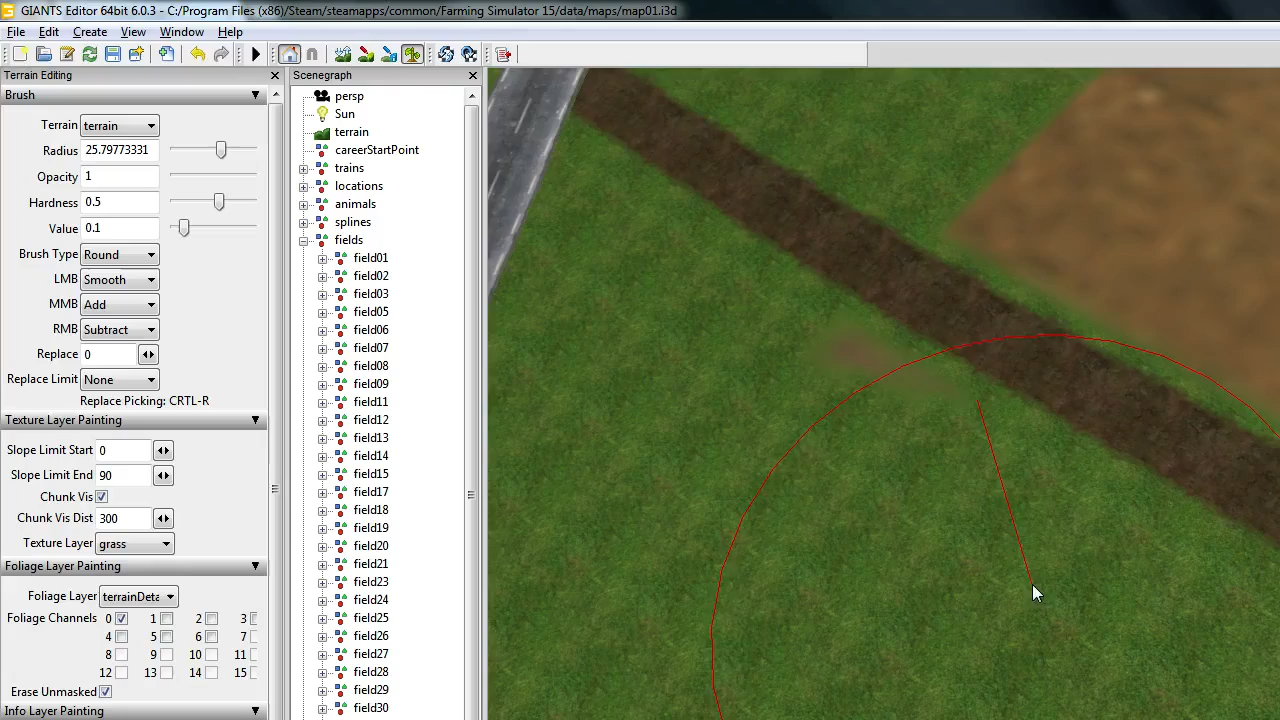 GIANTS Editor 64bit 6.0.3 - C:/Program Files (x86)/Steam/steamapps/common/Farming Simulator 15/data/maps/map01.i3d
File Edit Create View Window Help
Terrain Editing
Brush
Terrain terrain
Radius 25.79773331
Opacity 1
Hardness 0.5
Value 0.1
Brush Type Round
LMB Smooth
MMB Add
RMB Subtract
Replace 0
Replace Limit None
Replace Picking: CRTL-R
Texture Layer Painting
Slope Limit Start 0
Slope Limit End 90
Chunk Vis
Chunk Vis Dist 300
Texture Layer grass
Foliage Layer Painting
Foliage Layer terrainDeta
Foliage Channels 0 1 2 3
4 5 6 7
8 9 10 11
12 13 14 15
Erase Unmasked
Info Layer Painting
Scenegraph
persp
Sun
terrain
careerStartPoint
trains
locations
animals
splines
fields
field01
field02
field03
field05
field06
field07
field08
field09
field11
field12
field13
field14
field15
field17
field18
field19
field20
field21
field23
field24
field25
field26
field27
field28
field29
field30